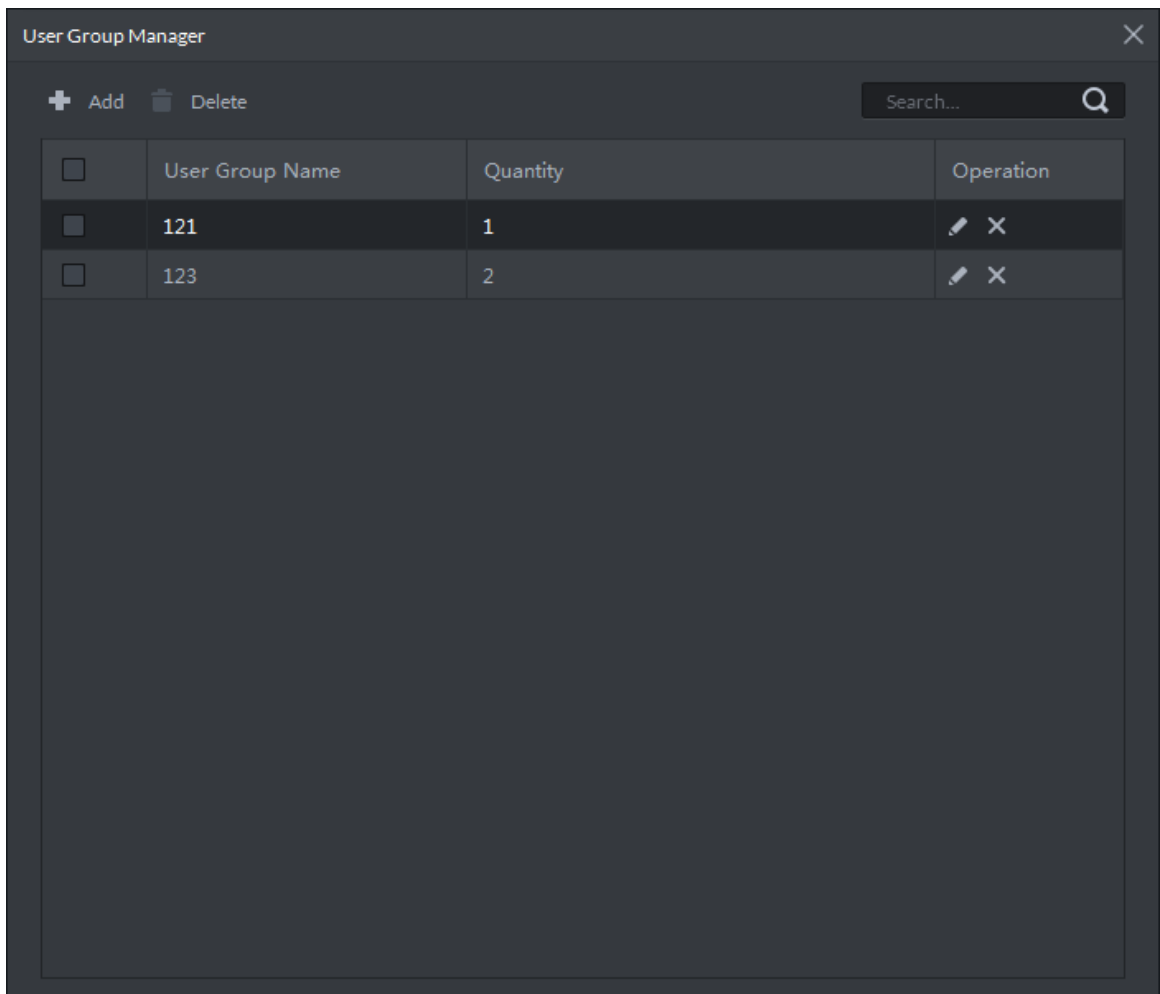 User Group Manager
Add Delete Search...
User Group Name Quantity Operation
121 1
123 2